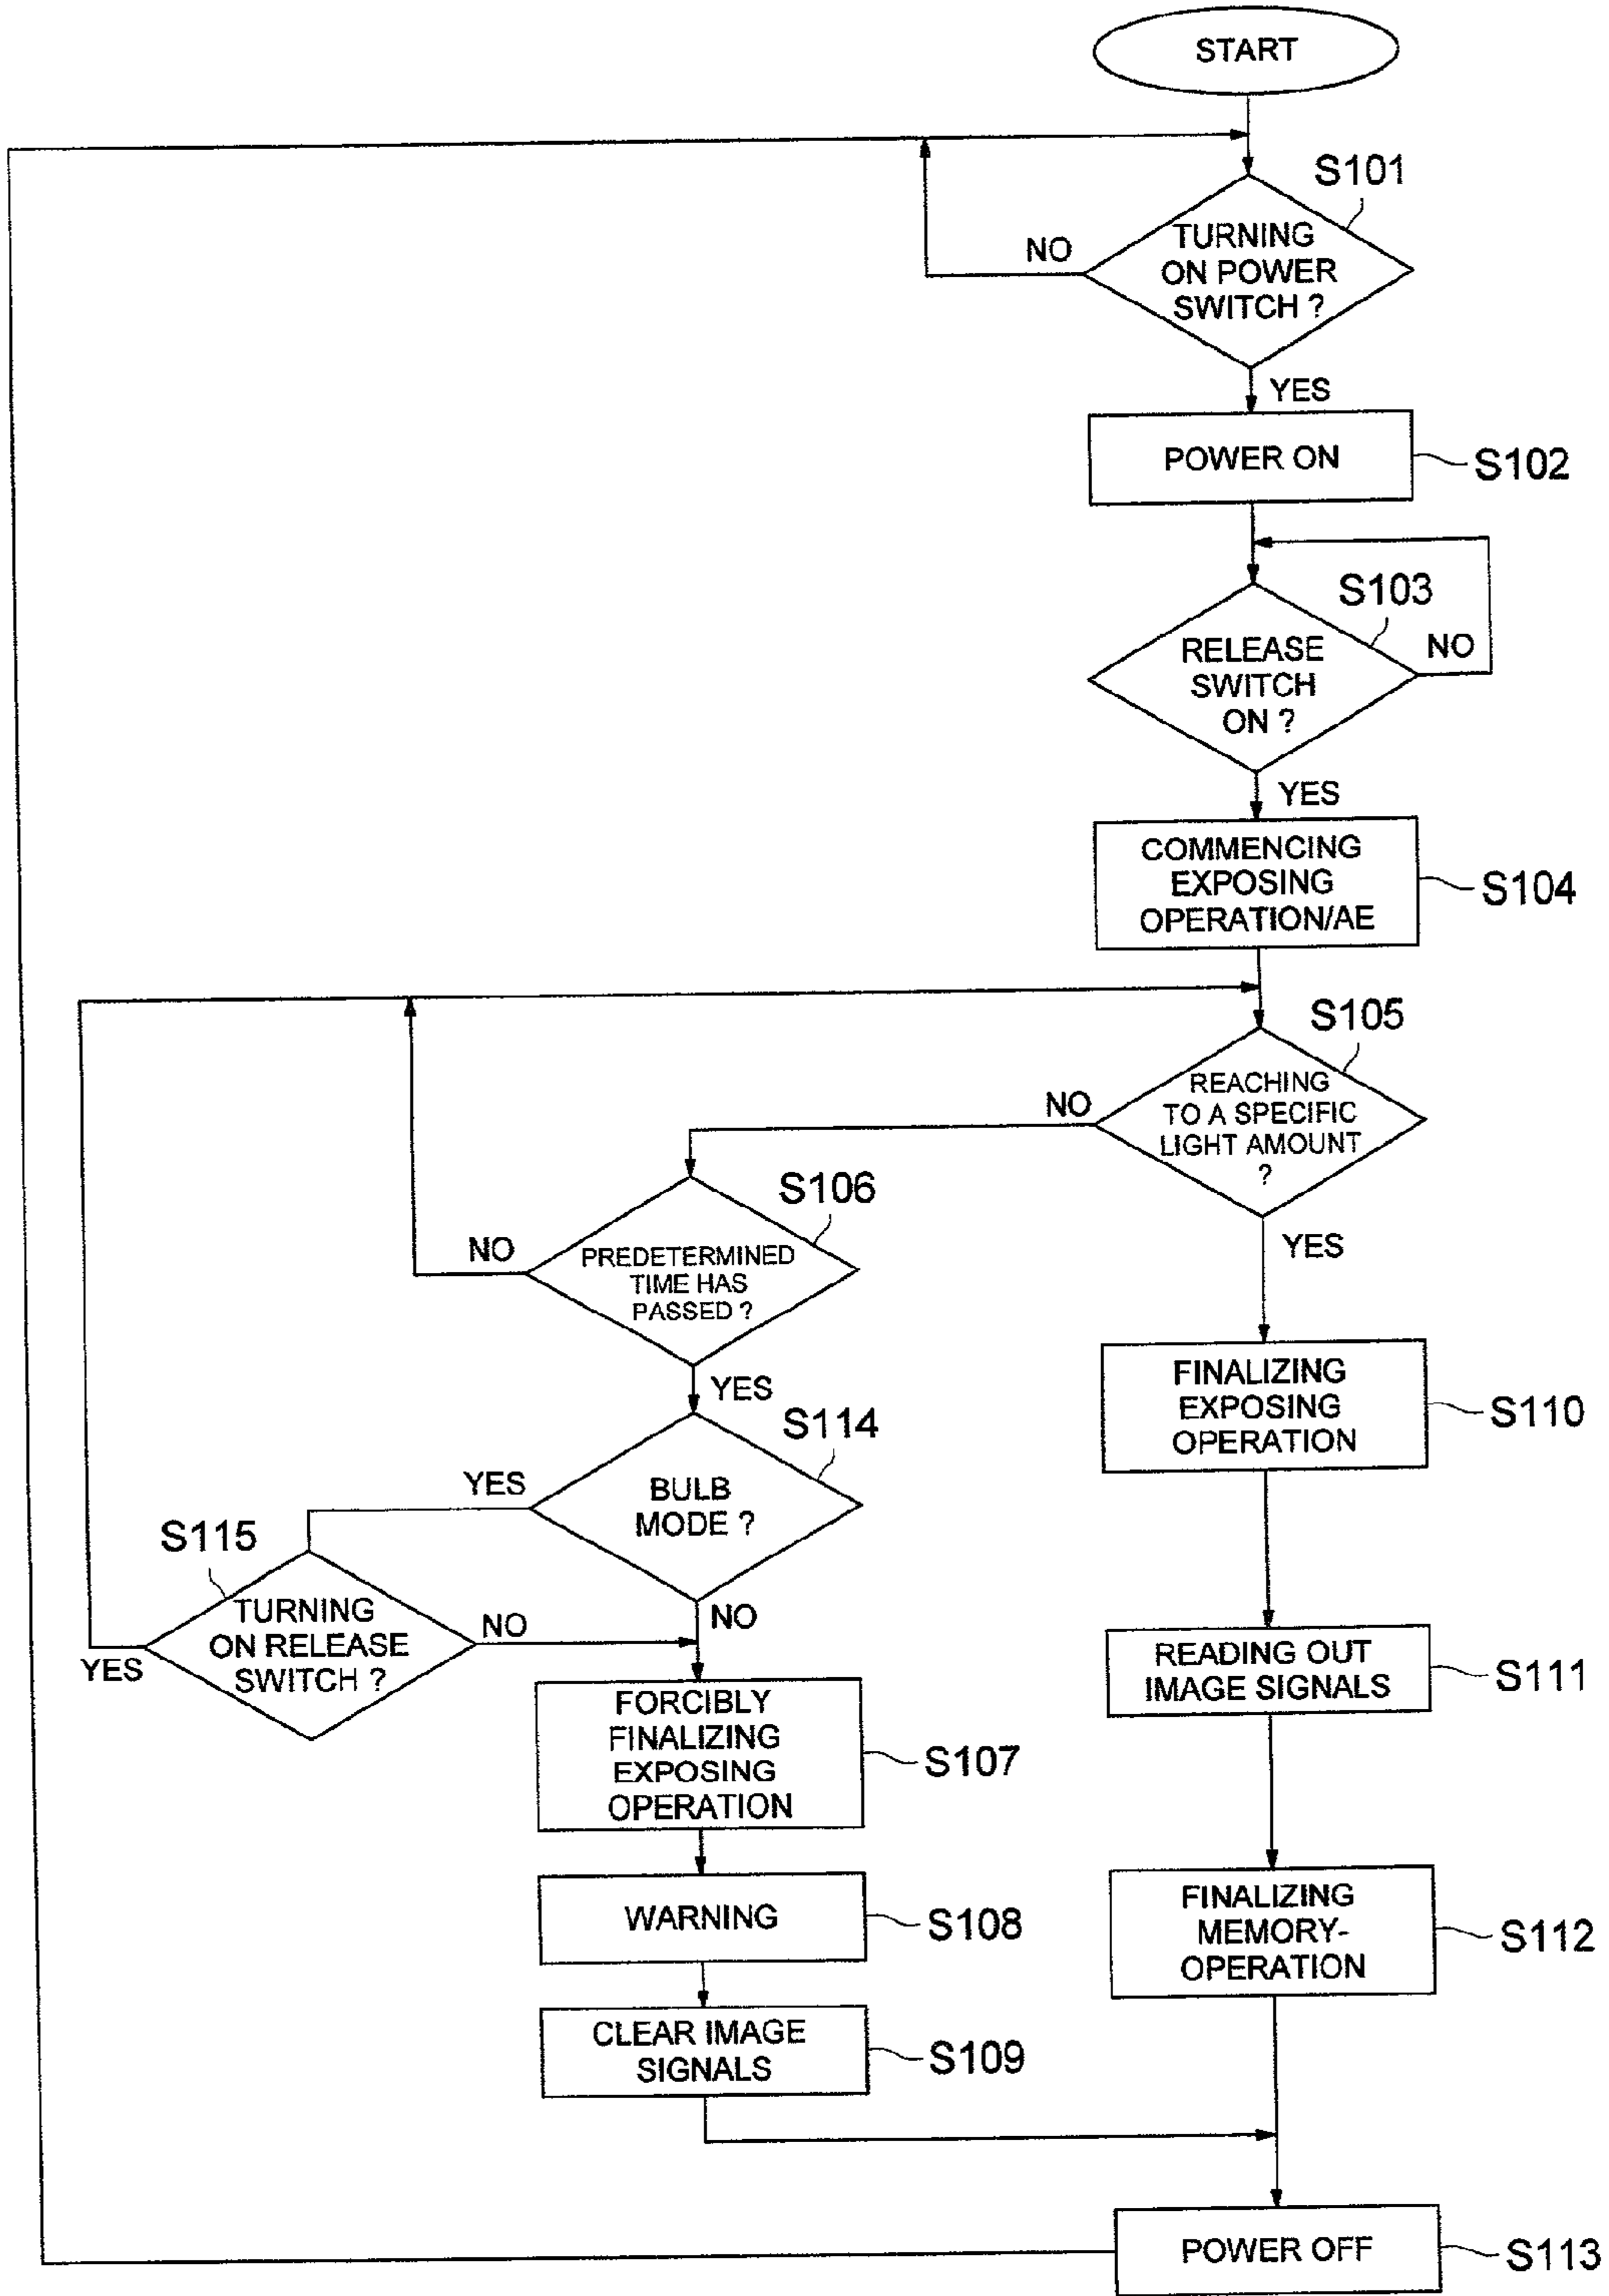 START
S101
TURNING
ON POWER
SWITCH ?
NO
YES
POWER ON
S102
S103
RELEASE
SWITCH
ON ?
NO
YES
COMMENCING
EXPOSING
OPERATION/AE
S104
S105
REACHING
TO A SPECIFIC
LIGHT AMOUNT
?
NO
YES
S106
PREDETERMINED
TIME HAS
PASSED ?
NO
YES
FINALIZING
EXPOSING
OPERATION
S110
S114
BULB
MODE ?
YES
NO
S115
TURNING
ON RELEASE
SWITCH ?
NO
YES
READING OUT
IMAGE SIGNALS
S111
FORCIBLY
FINALIZING
EXPOSING
OPERATION
S107
WARNING
S108
FINALIZING
MEMORY-
OPERATION
S112
CLEAR IMAGE
SIGNALS
S109
POWER OFF
S113